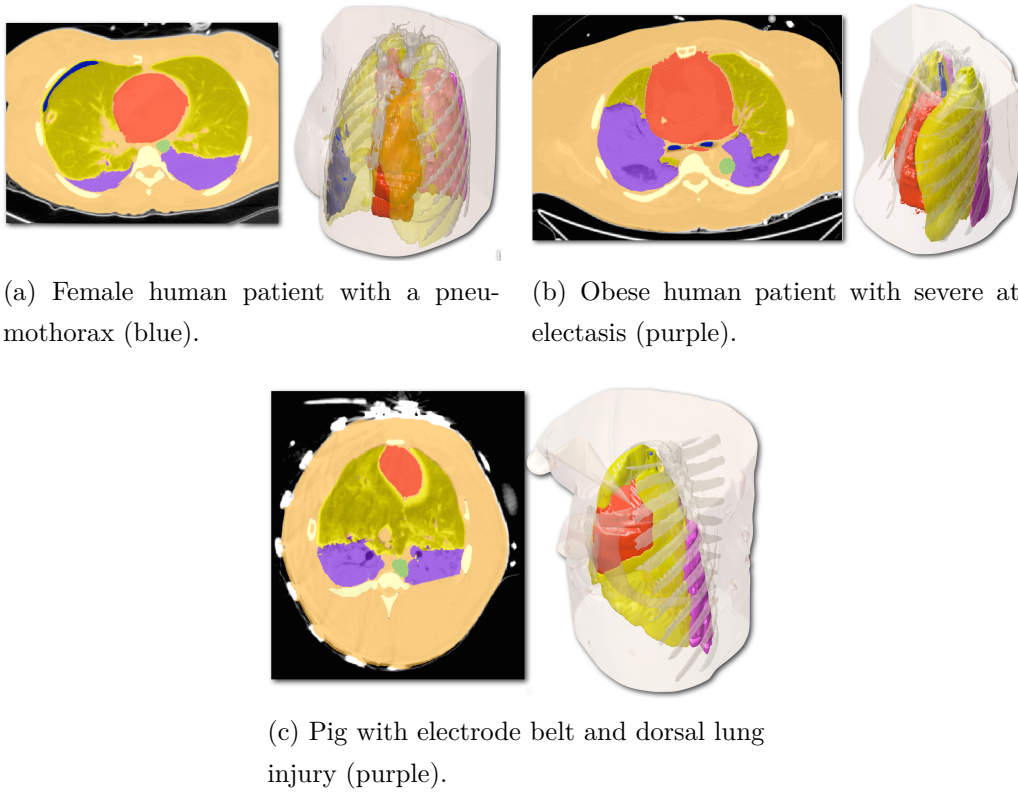 (a) Female human patient with a pneu-
mothorax (blue).
(b) Obese human patient with severe at
electasis (purple).
(c) Pig with electrode belt and dorsal lung
injury (purple).